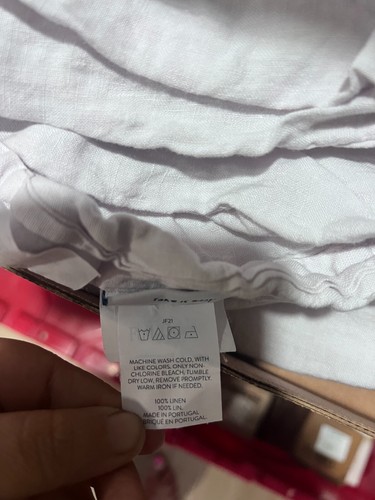 JF21
MACHINE WASH COLD, WITH
LIKE COLORS, ONLY NON-
CHLORINE BLEACH, TUMBLE
DRY LOW, REMOVE PROMPTLY.
WARM IRON IF NEEDED.
100% LINEN
100% LIN
MADE IN PORTUGAL
BRIQUÉ EN PORTUGAL